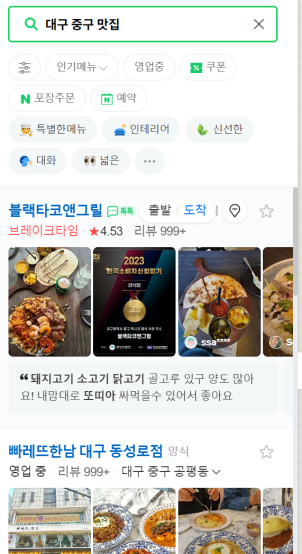 대구 중구 맛집
인기메뉴
영업중
쿠폰
N 포장주문
N 예약
특별한메뉴
인테리어
신선한
대화
넓은
블랙타코앤그릴 톡톡 출발 도착
브레이크타임 ★4.53 리뷰 999+
2023
한국소비자산업평가
외식업
블랙타코앤그릴
ssa****
S
❝돼지고기 소고기 닭고기 골고루 있구 양도 많아
요! 내맘대로 또띠아 싸먹을수 있어서 좋아요
빠레뜨한남 대구 동성로점 양식
영업 중 리뷰 999+ 대구 중구 공평동